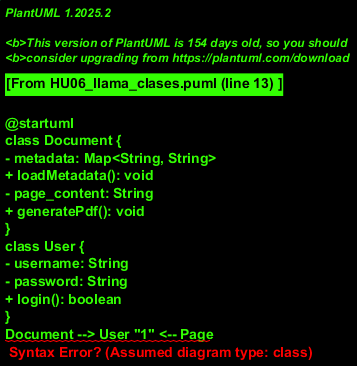 PlantUML 1.2025.2
<b>This version of PlantUML is 154 days old, so you should
<b>consider upgrading from https://plantuml.com/download
[From HU06_llama_clases.puml (line 13) ]
@startuml
class Document {
- metadata: Map<String, String>
+ loadMetadata(): void
- page_content: String
+ generatePdf(): void
}
class User {
- username: String
- password: String
+ login(): boolean
}
Document --> User "1" <-- Page
Syntax Error? (Assumed diagram type: class)